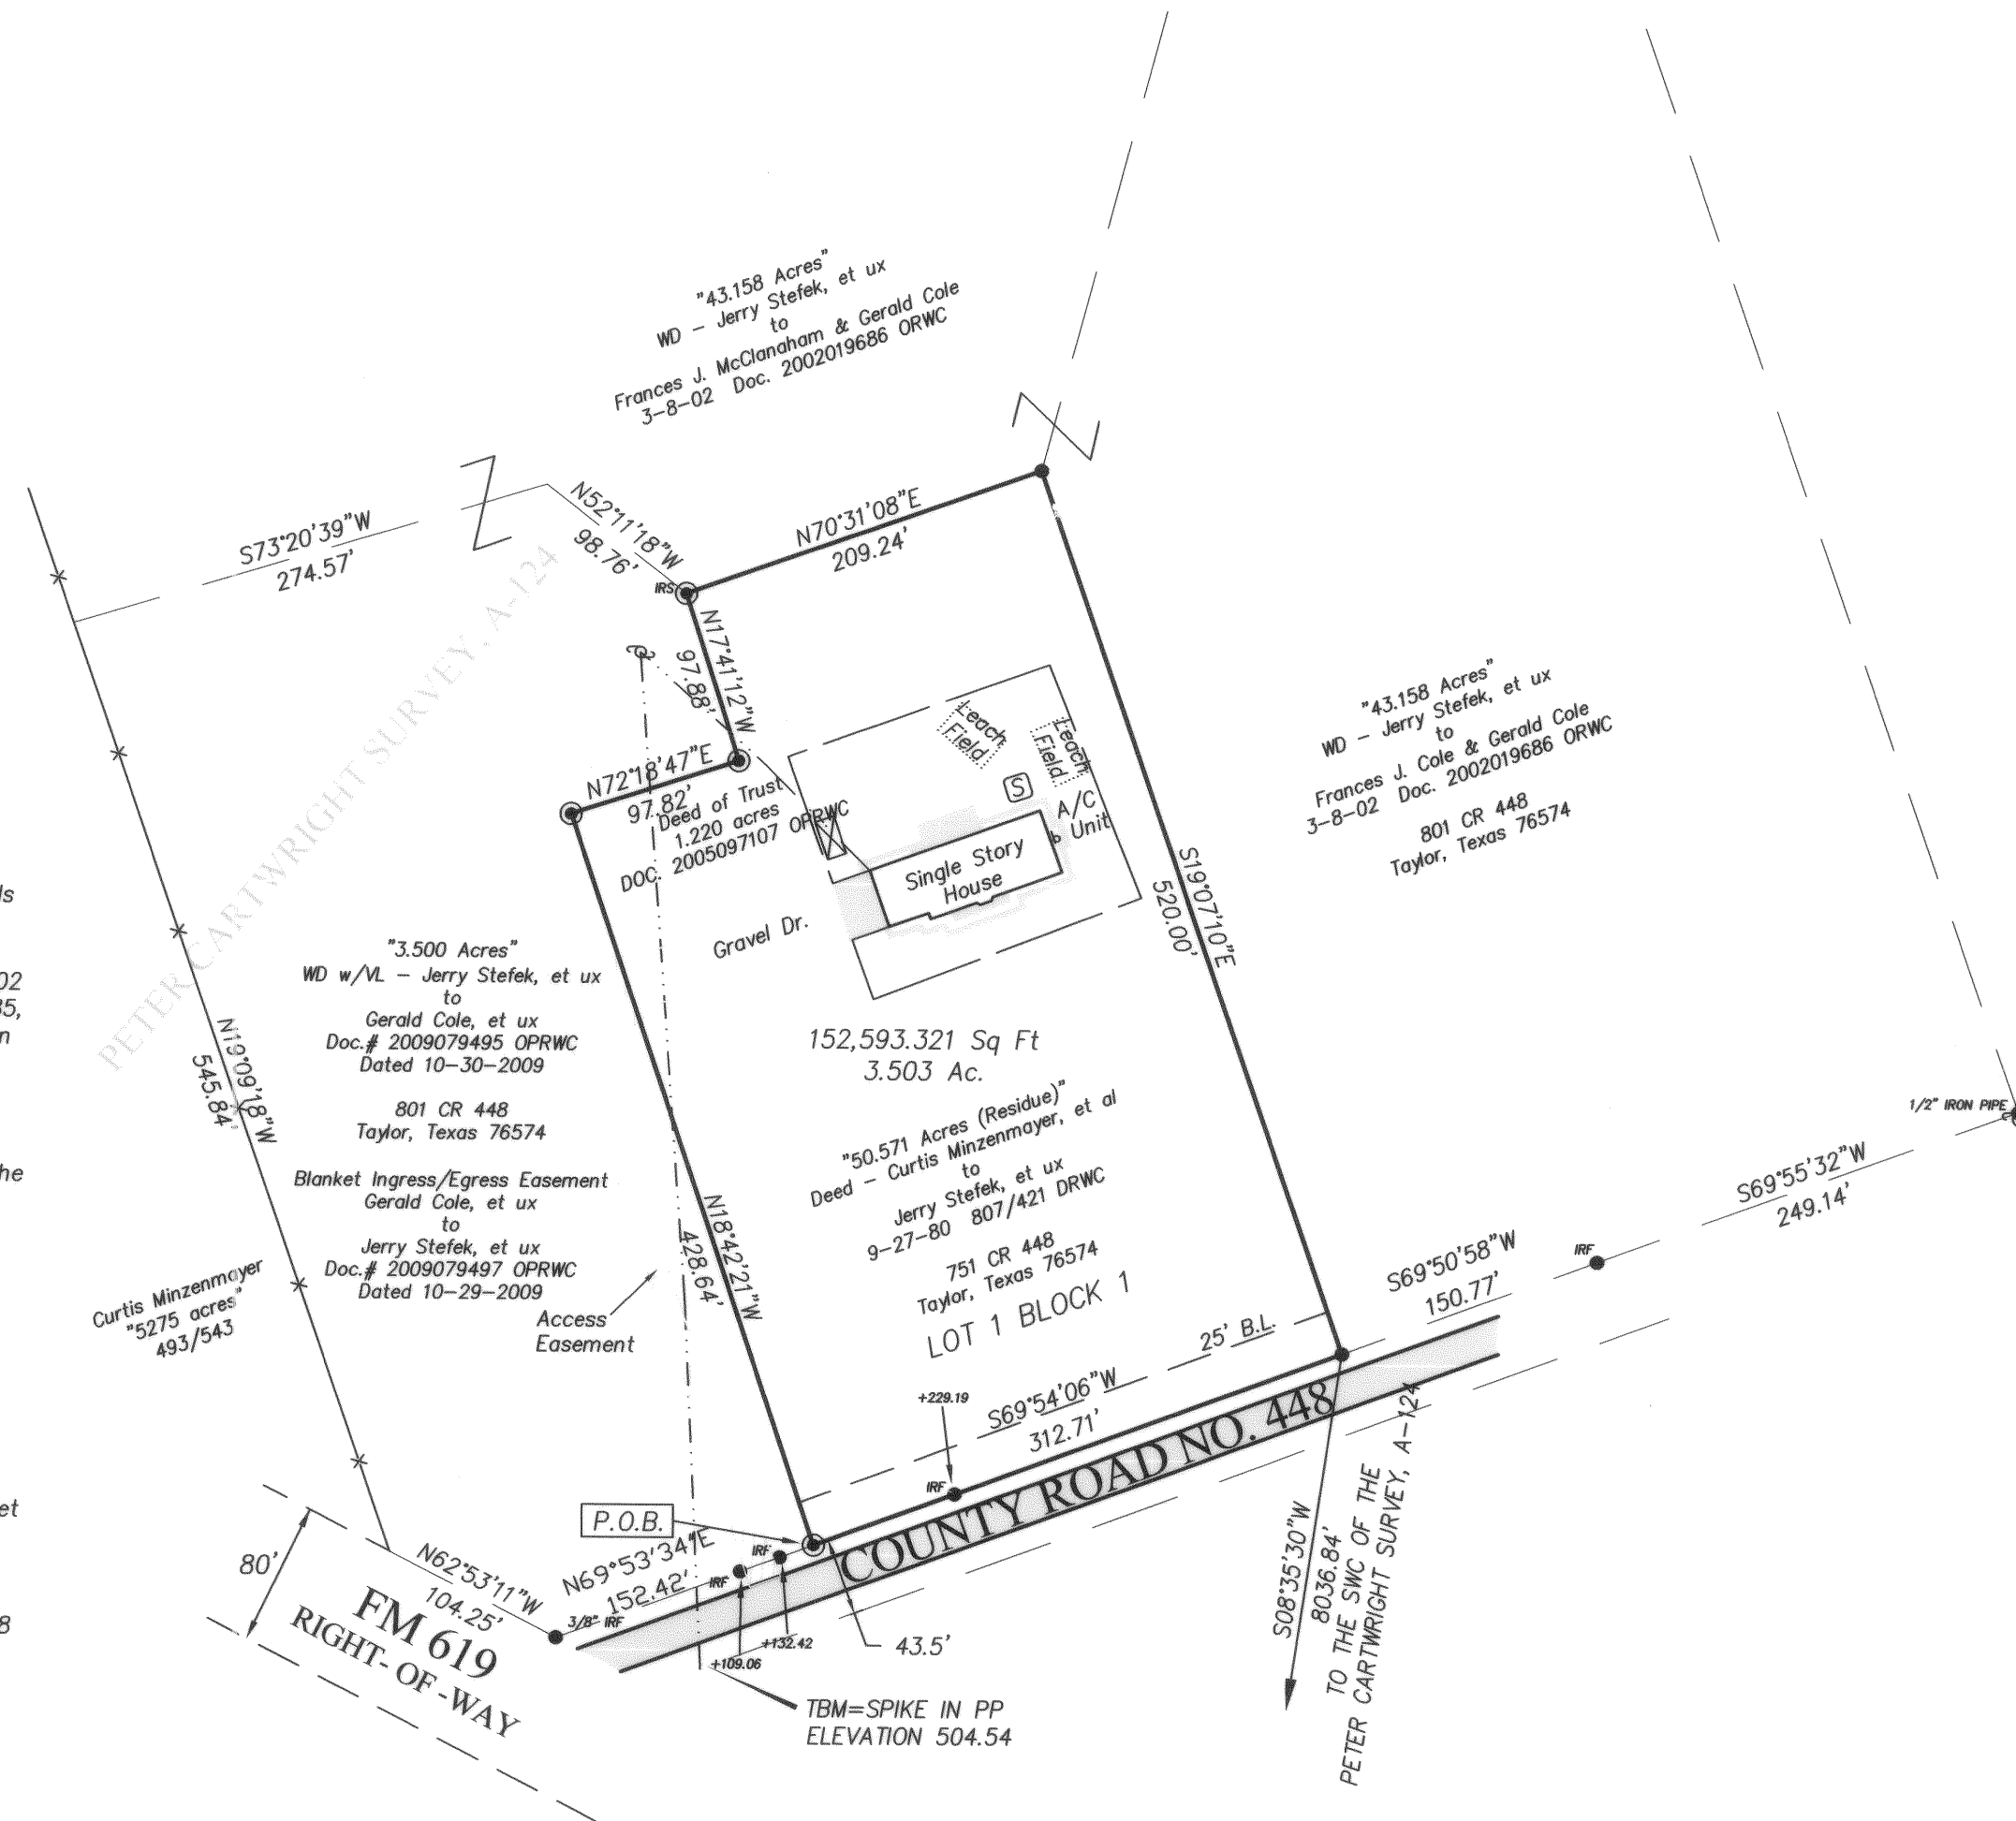 "43.158 Acres"
WD – Jerry Stefek, et ux
to
Frances J. McClanaham & Gerald Cole
3–8–02 Doc. 2002019686 ORWC
S73°20'39"W
274.57'
N52°11'18"W
98.76'
IRS
N70°31'08"E
209.24'
N17°41'12"W
97.88'
N72°18'47"E
97.82'
Deed of Trust
1.220 acres
DOC. 2005097107 OPRWC
PETER CARTWRIGHT SURVEY, A-124
Leach
Field
Leach
Field
S
A/C
Unit
Single Story
House
Gravel Dr.
S19°07'10"E
520.00'
"43.158 Acres"
WD – Jerry Stefek, et ux
to
Frances J. Cole & Gerald Cole
3–8–02 Doc. 2002019686 ORWC
801 CR 448
Taylor, Texas 76574
ls
02
35,
n
he
et
8
"3.500 Acres"
WD w/VL – Jerry Stefek, et ux
to
Gerald Cole, et ux
Doc.# 2009079495 OPRWC
Dated 10–30–2009
801 CR 448
Taylor, Texas 76574
Blanket Ingress/Egress Easement
Gerald Cole, et ux
to
Jerry Stefek, et ux
Doc.# 2009079497 OPRWC
Dated 10–29–2009
N19°09'18"W
545.84'
Curtis Minzenmayer
"5275 acres"
493/543
Access
Easement
N18°42'21"W
428.64'
152,593.321 Sq Ft
3.503 Ac.
"50.571 Acres (Residue)"
Deed – Curtis Minzenmayer, et al
to
Jerry Stefek, et ux
9–27–80 807/421 DRWC
751 CR 448
Taylor, Texas 76574
LOT 1 BLOCK 1
25' B.L.
S69°54'06"W
312.71'
+229.19
IRF
1/2" IRON PIPE
S69°55'32"W
249.14'
IRF
S69°50'58"W
150.77'
COUNTY ROAD NO. 448
P.O.B.
N69°53'34"E
152.42'
IRF
IRF
3/8" IRF
+132.42
+109.06
43.5'
TBM=SPIKE IN PP
ELEVATION 504.54
80'
N62°53'11"W
104.25'
FM 619
RIGHT- OF -WAY
S08°35'30"W
8036.84'
TO THE SWC OF THE
PETER CARTWRIGHT SURVEY, A–124